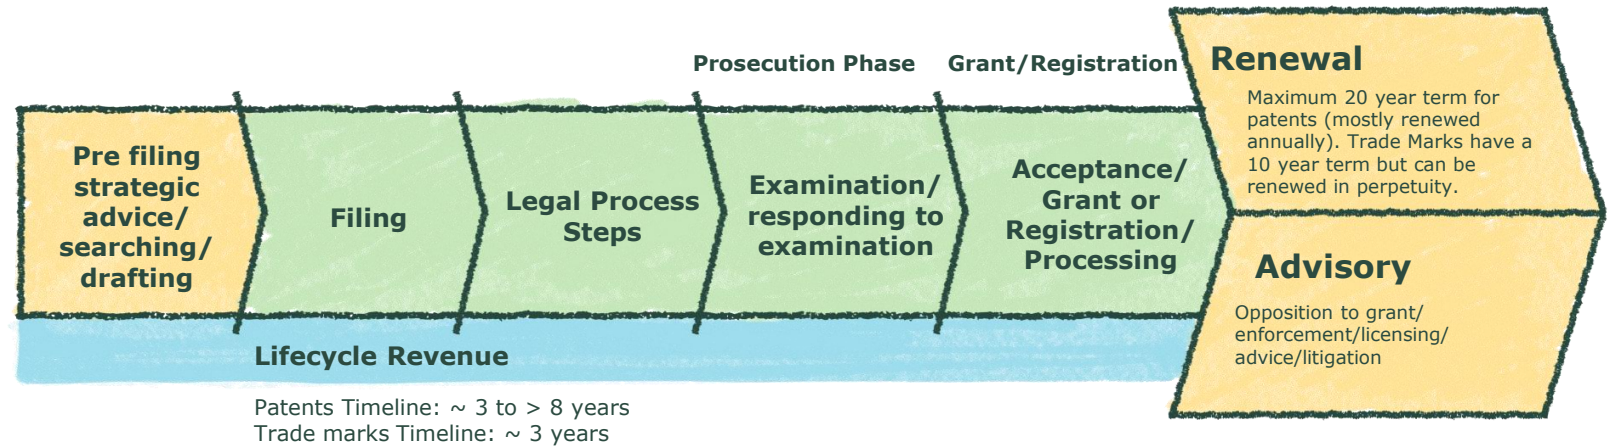 Prosecution Phase
Grant/Registration
Pre filing
strategic
advice/
searching/
drafting
Filing
Legal Process
Steps
Examination/
responding to
examination
Acceptance/
Grant or
Registration/
Processing
Renewal
Maximum 20 year term for
patents (mostly renewed
annually). Trade Marks have a
10 year term but can be
renewed in perpetuity.
Advisory
Opposition to grant/
enforcement/licensing/
advice/litigation
Lifecycle Revenue
Patents Timeline: ~ 3 to > 8 years
Trade marks Timeline: ~ 3 years